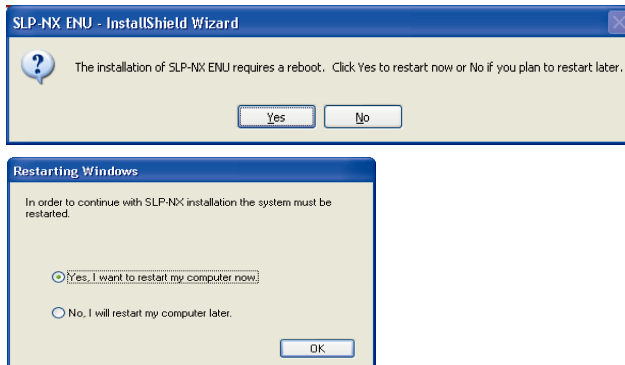 SLP-NX ENU - InstallShield Wizard
The installation of SLP-NX ENU requires a reboot.  Click Yes to restart now or No if you plan to restart later.
Yes
No
Restarting Windows
In order to continue with SLP-NX installation the system must be
restarted.
Yes, I want to restart my computer now.
No, I will restart my computer later.
OK